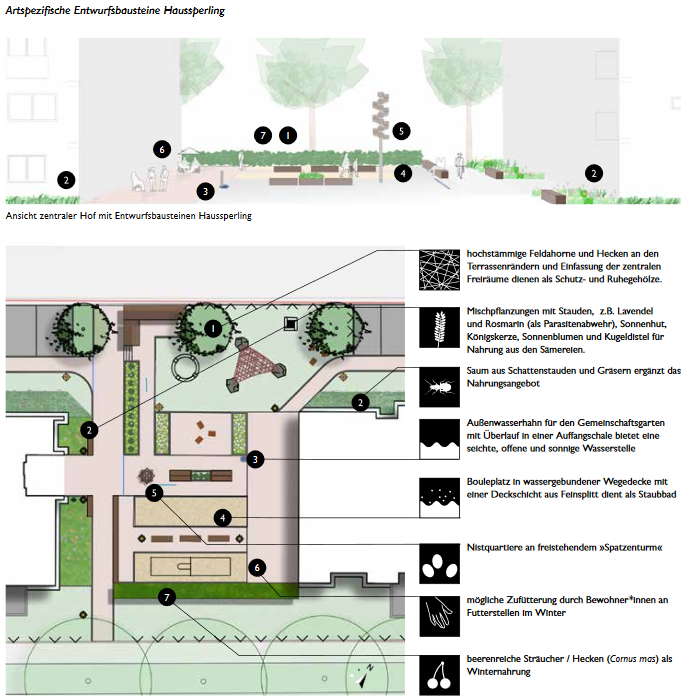 Artspezifische Entwurfsbausteine Haussperling
7
1
5
6
2
4
2
3
Ansicht zentraler Hof mit Entwurfsbausteinen Haussperling
hochstämmige Feldahorne und Hecken an den
Terrassenrändern und Einfassung der zentralen
Freiräume dienen als Schutz- und Ruhegehölze.
Mischpflanzungen mit Stauden,  z.B. Lavendel
und Rosmarin (als Parasitenabwehr), Sonnenhut,
Königskerze, Sonnenblumen und Kugeldistel für
Nahrung aus den Sämereien.
1
Saum aus Schattenstauden und Gräsern ergänzt das
Nahrungsangebot
2
2
Außenwasserhahn für den Gemeinschaftsgarten
mit Überlauf in einer Auffangschale bietet eine
seichte, offene und sonnige Wasserstelle
3
Bouleplatz in wassergebundener Wegedecke mit
einer Deckschicht aus Feinsplitt dient als Staubbad
5
4
Nistquartiere an freistehendem »Spatzenturm«
6
mögliche Zufütterung durch Bewohner*innen an
Futterstellen im Winter
7
beerenreiche Sträucher / Hecken (Cornus mas) als
Winternahrung
N